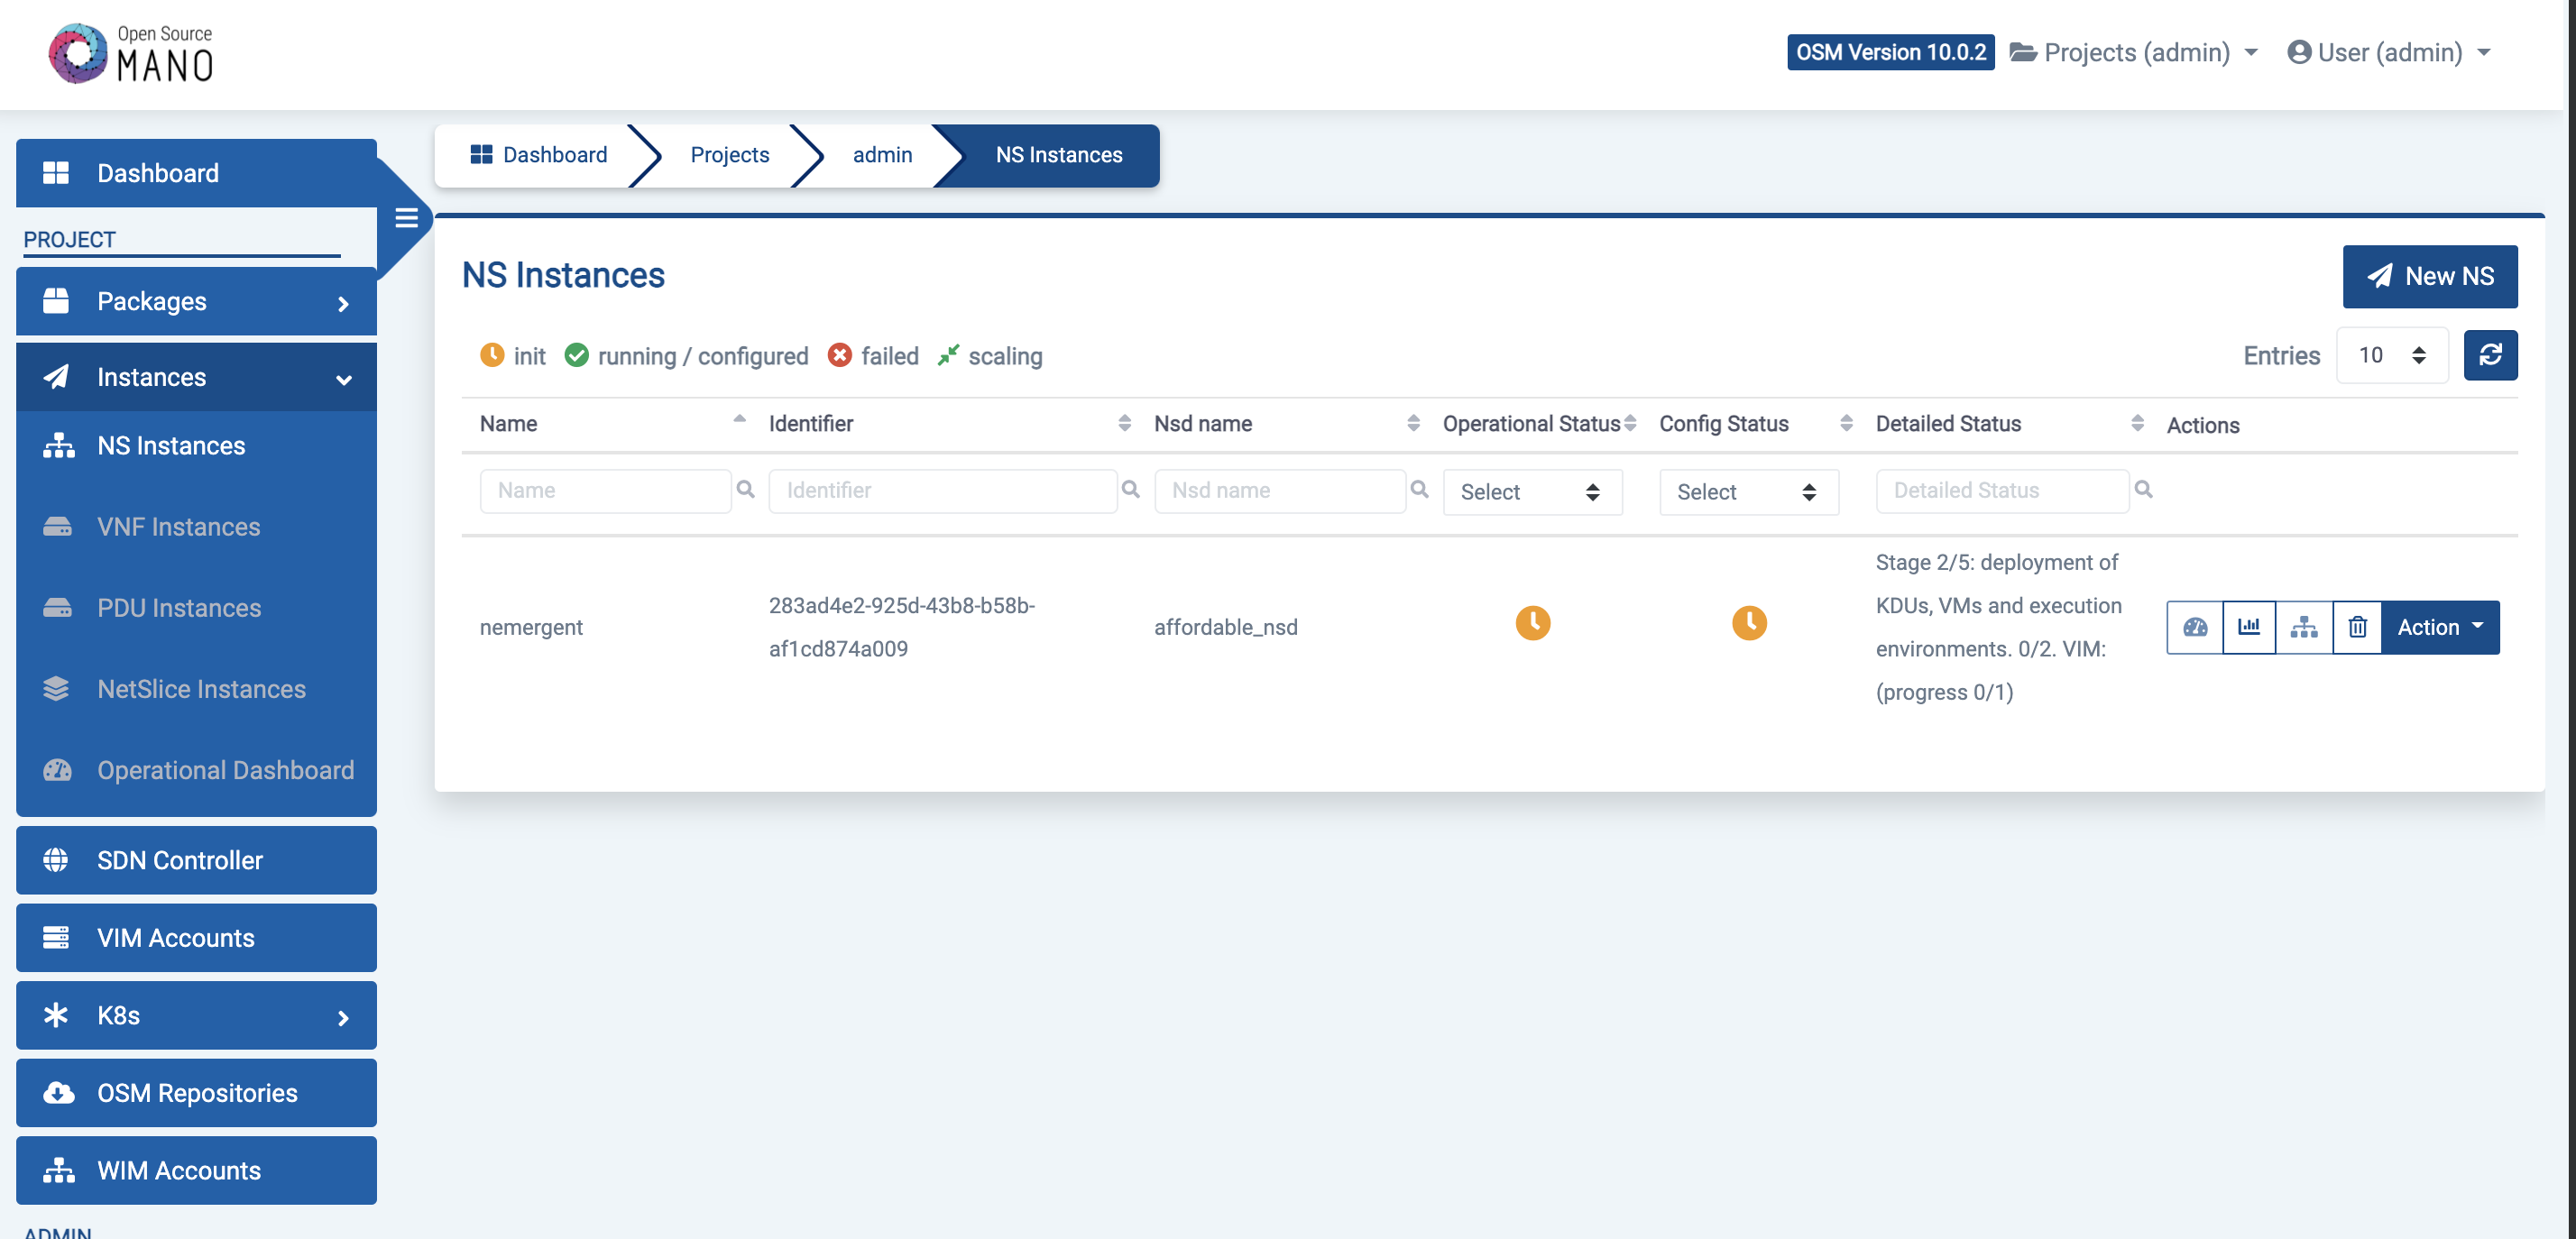 Open Source
MANO
OSM Version 10.0.2
Projects (admin)
User (admin)
Dashboard
PROJECT
Packages
Instances
NS Instances
VNF Instances
PDU Instances
NetSlice Instances
Operational Dashboard
SDN Controller
VIM Accounts
K8s
OSM Repositories
WIM Accounts
ADMIN
Dashboard Projects admin NS Instances
NS Instances
New NS
init running / configured failed scaling
Entries 10
Name Identifier Nsd name Operational Status Config Status Detailed Status Actions
Name Identifier Nsd name Select Select Detailed Status
nemergent
283ad4e2-925d-43b8-b58b-
af1cd874a009
affordable_nsd
Stage 2/5: deployment of
KDUs, VMs and execution
environments. 0/2. VIM:
(progress 0/1)
Action